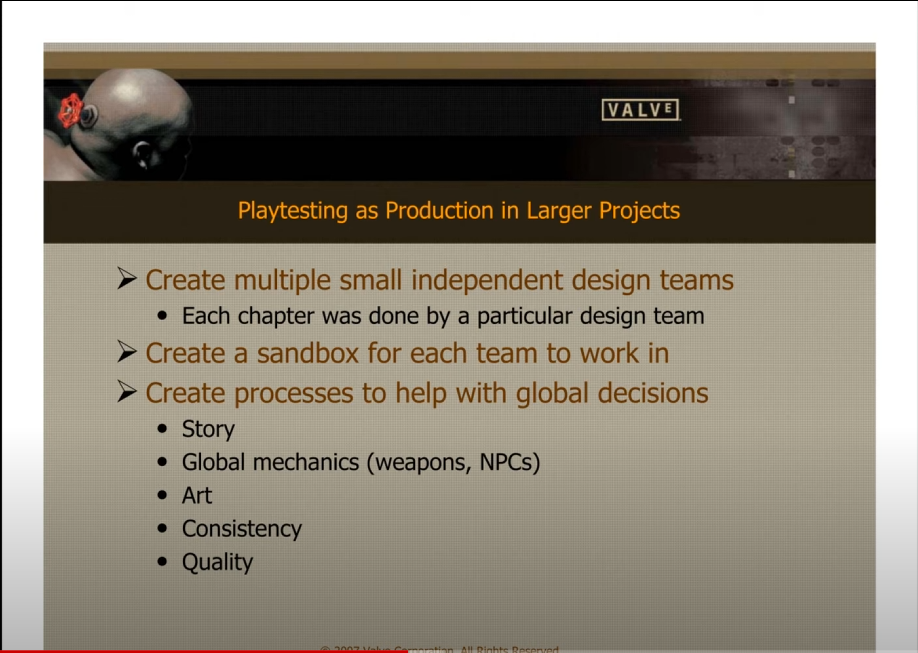 VALVE
Playtesting as Production in Larger Projects
Create multiple small independent design teams
Each chapter was done by a particular design team
Create a sandbox for each team to work in
Create processes to help with global decisions
Story
Global mechanics (weapons, NPCs)
Art
Consistency
Quality
© 2007 Valve Corporation. All Rights Reserved.